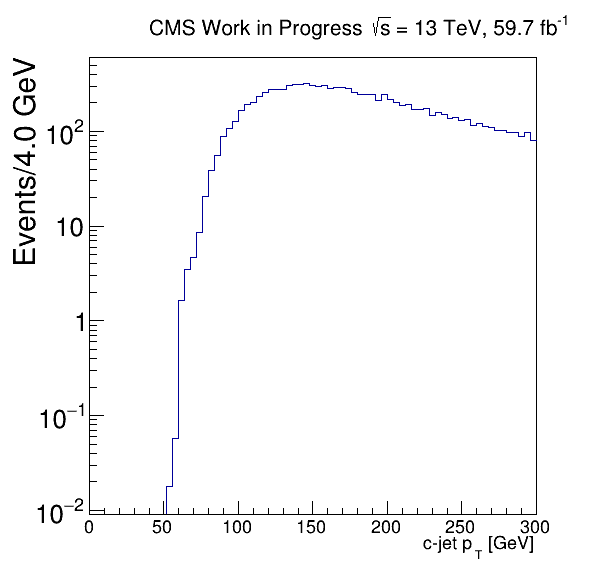 CMS Work in Progress √s = 13 TeV, 59.7 fb⁻¹
Events/4.0 GeV
10²
10
1
10⁻¹
10⁻²
0 50 100 150 200 250 300
c-jet p_T [GeV]